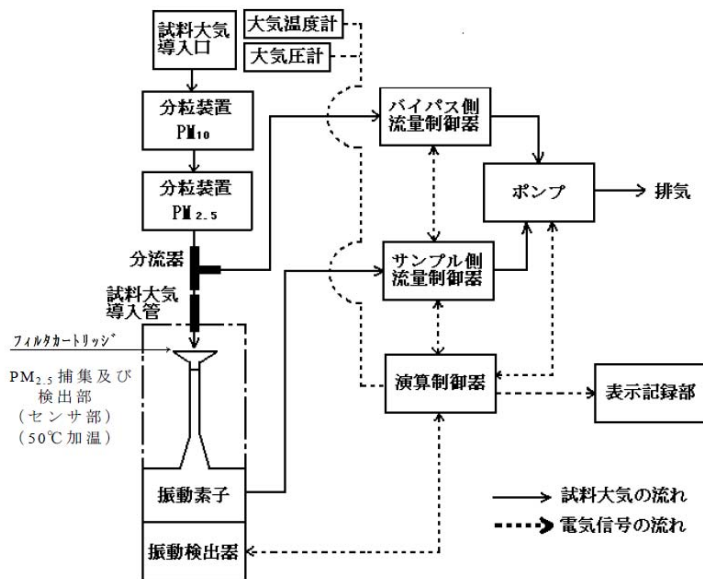 試料大気
導入口
大気温度計
大気圧計
分粒装置
PM₁₀
バイパス側
流量制御器
分粒装置
PM₂.₅
ポンプ
排気
分流器
サンプル側
流量制御器
試料大気
導入管
フィルタカートリッジ
PM₂.₅捕集及び
検出部
(センサ部)
(50℃加温)
演算制御器
表示記録部
振動素子
試料大気の流れ
電気信号の流れ
振動検出器